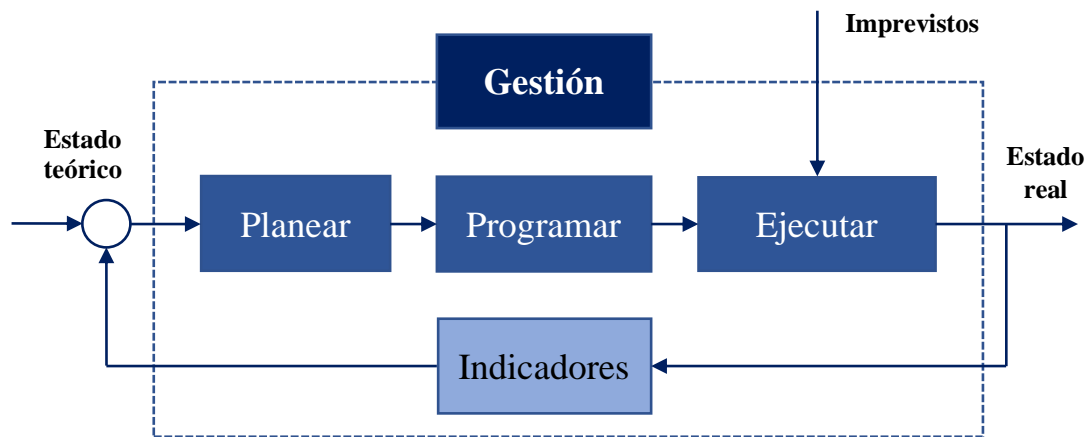 Imprevistos
Gestión
Estado
teórico
Estado
real
Planear
Programar
Ejecutar
Indicadores